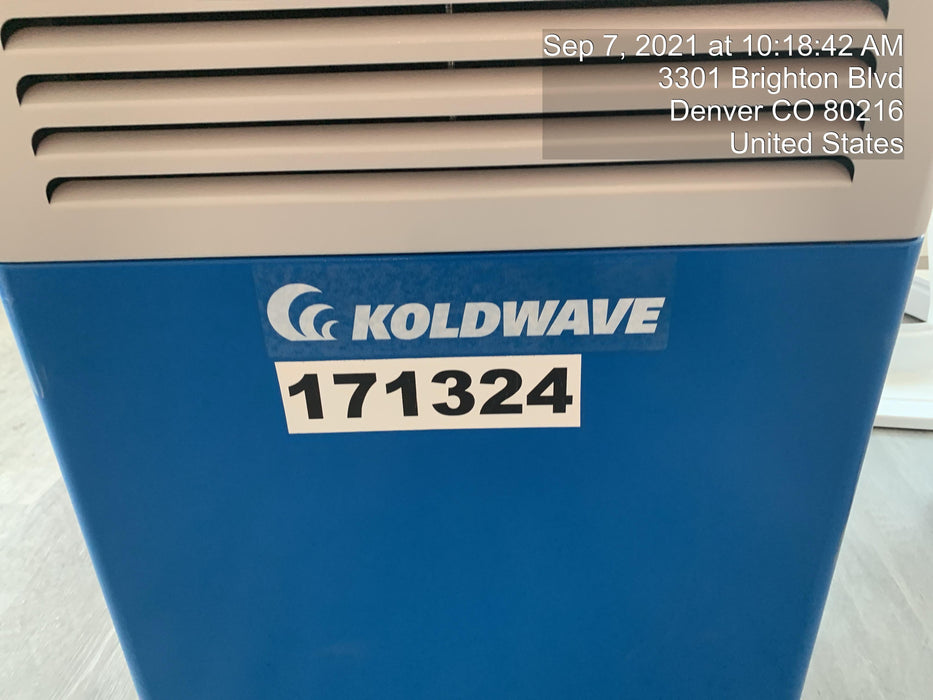 Sep 7, 2021 at 10:18:42 AM
3301 Brighton Blvd
Denver CO 80216
United States
KOLDWAVE
171324